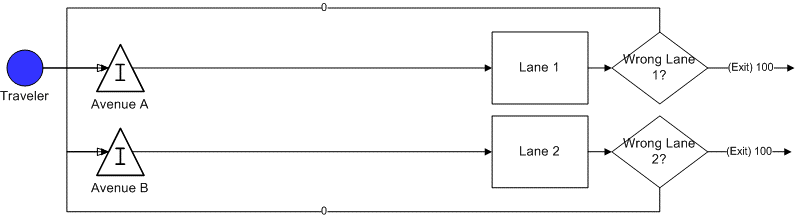 0
Traveler
I
Avenue A
Lane 1
Wrong Lane
1?
(Exit) 100
I
Avenue B
Lane 2
Wrong Lane
2?
(Exit) 100
0